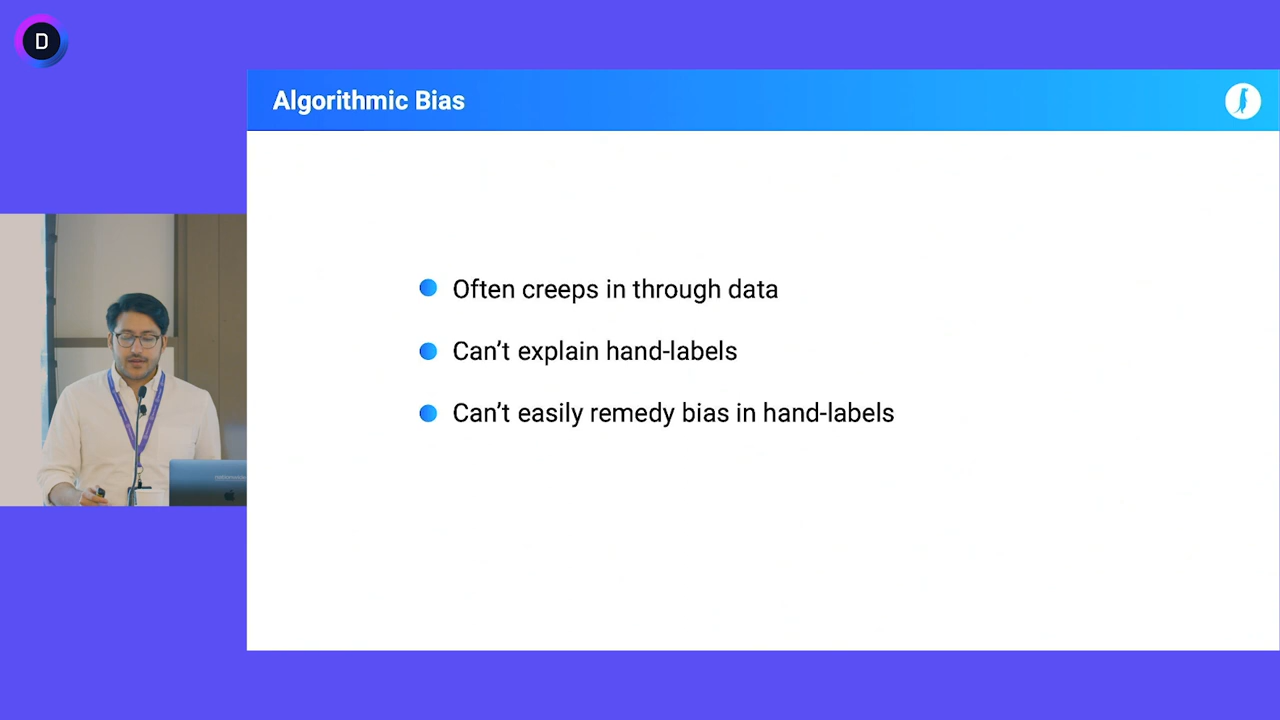 D
Algorithmic Bias
Often creeps in through data
Can’t explain hand-labels
Can’t easily remedy bias in hand-labels